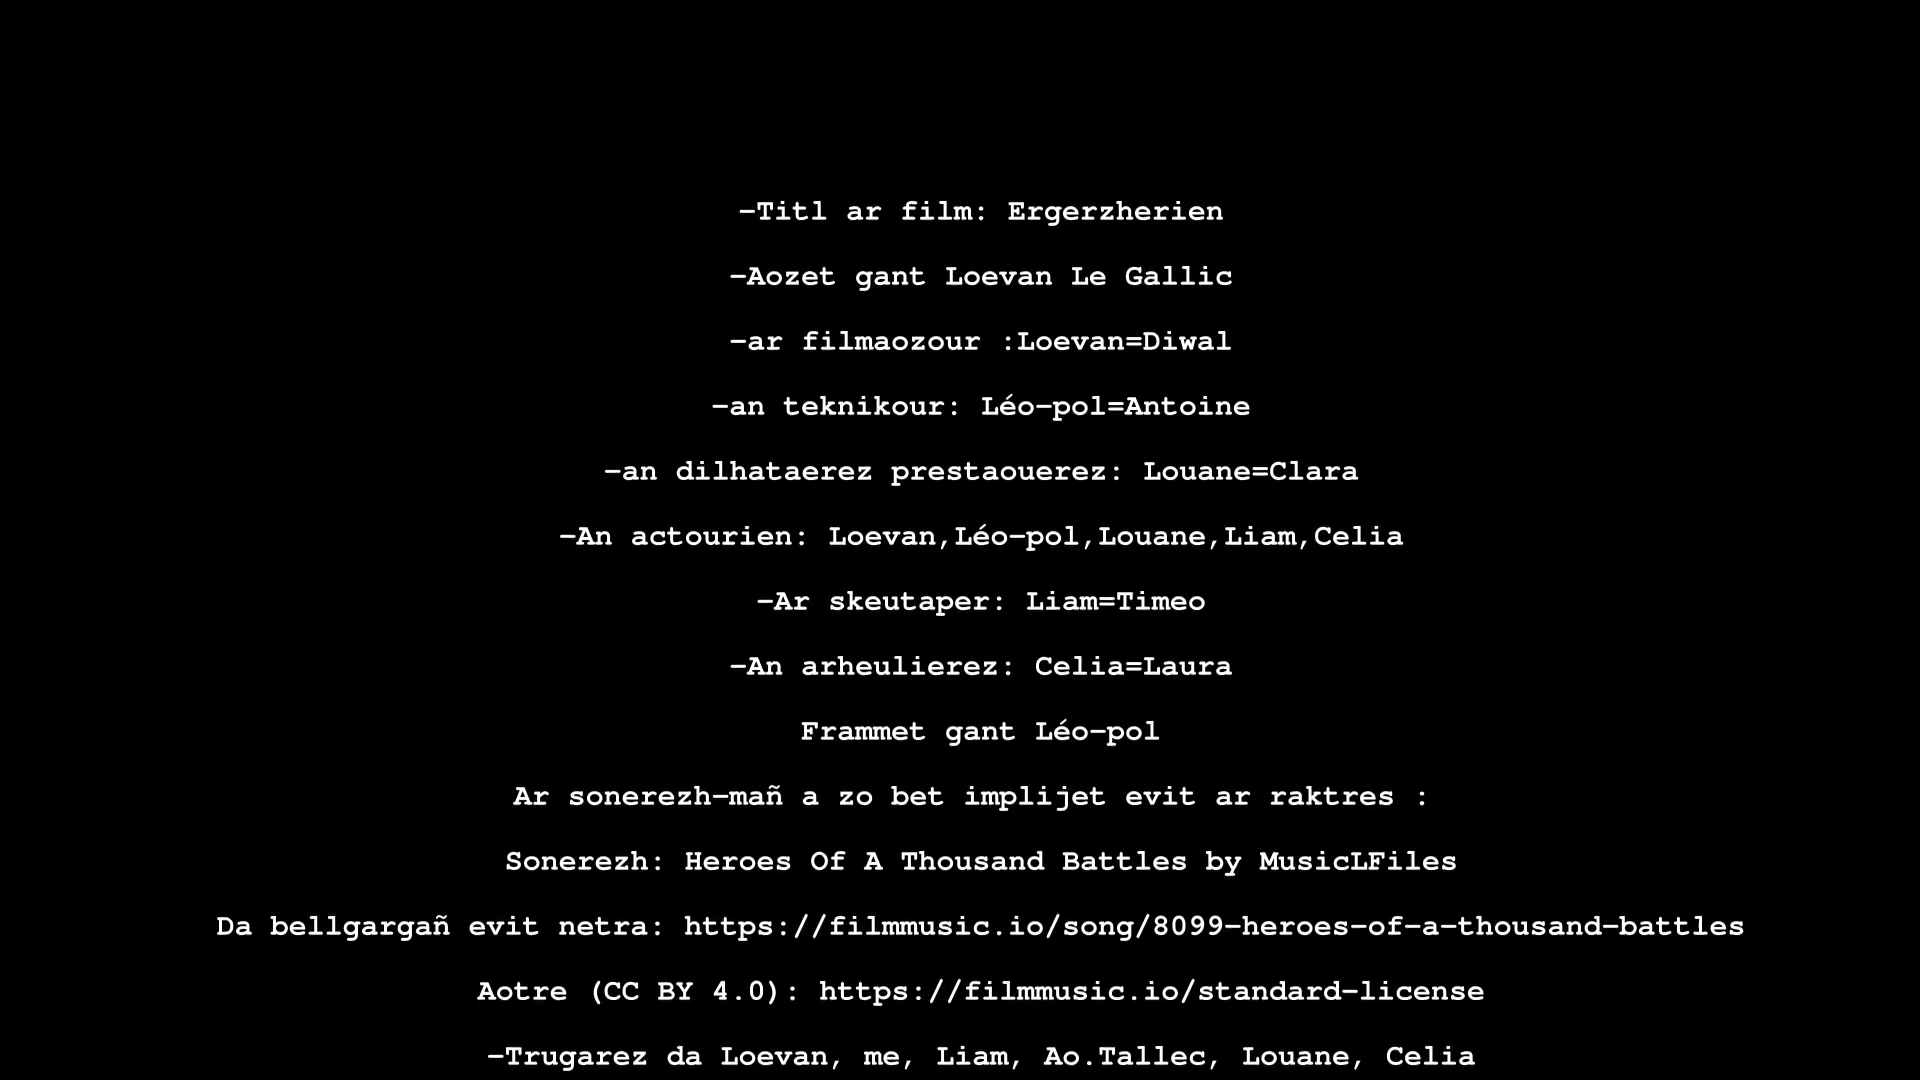 -Titl ar film: Ergerzherien
-Aozet gant Loevan Le Gallic
-ar filmaozour :Loevan=Diwal
-an teknikour: Léo-pol=Antoine
-an dilhataerez prestaouerez: Louane=Clara
-An actourien: Loevan,Léo-pol,Louane,Liam,Celia
-Ar skeutaper: Liam=Timeo
-An arheulierez: Celia=Laura
Frammet gant Léo-pol
Ar sonerezh-mañ a zo bet implijet evit ar raktres :
Sonerezh: Heroes Of A Thousand Battles by MusicLFiles
Da bellgargañ evit netra: https://filmmusic.io/song/8099-heroes-of-a-thousand-battles
Aotre (CC BY 4.0): https://filmmusic.io/standard-license
-Trugarez da Loevan, me, Liam, Ao.Tallec, Louane, Celia